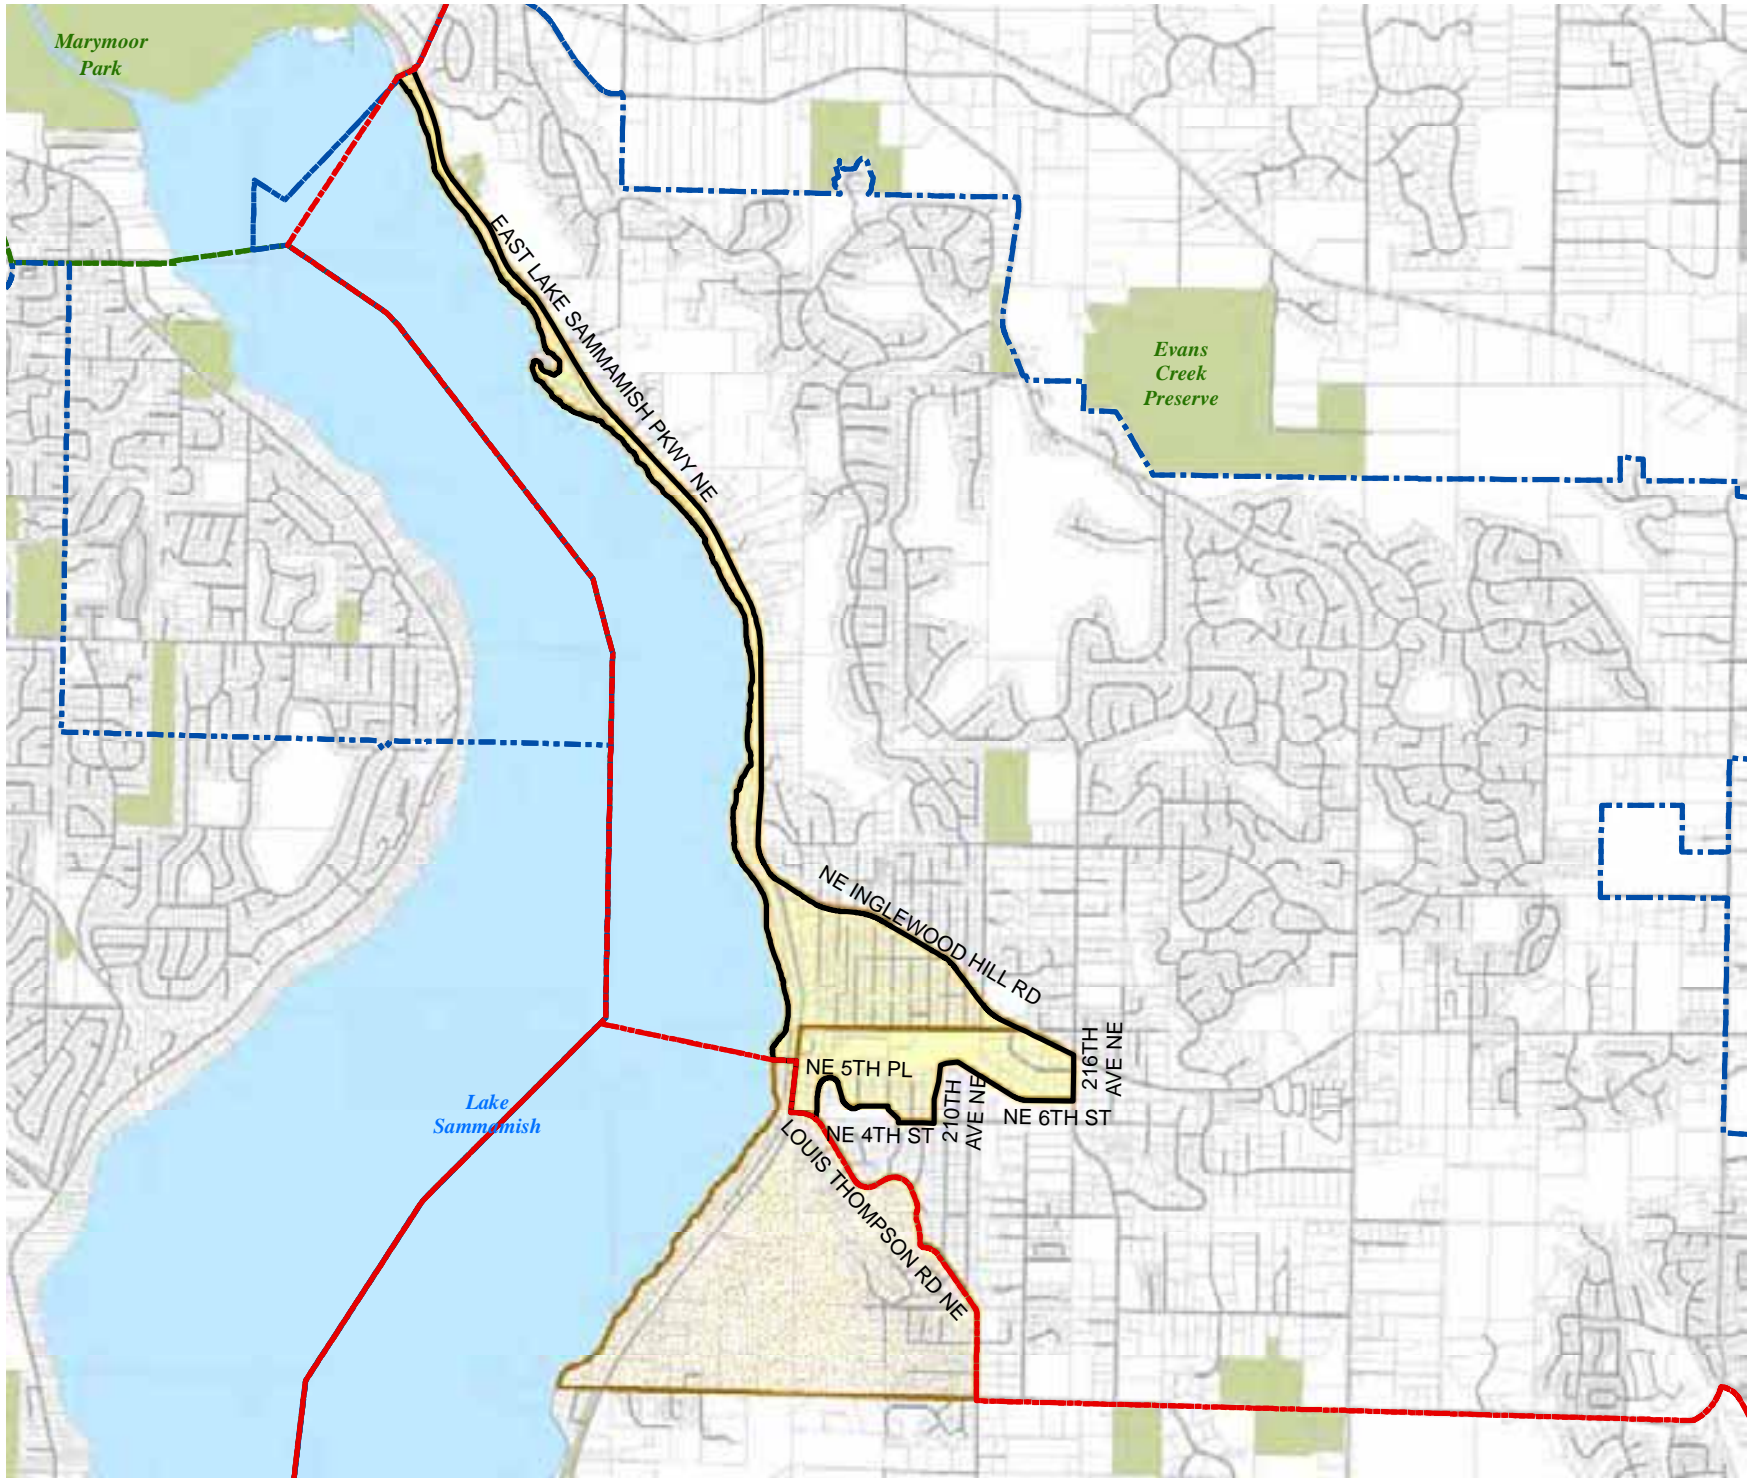 Marymoor
Park
EAST LAKE SAMMAMISH PKWY NE
Evans
Creek
Preserve
NE INGLEWOOD HILL RD
216TH
AVE NE
NE 5TH PL
210TH
AVE NE
NE 6TH ST
NE 4TH ST
Lake
Sammamish
LOUIS THOMPSON RD NE